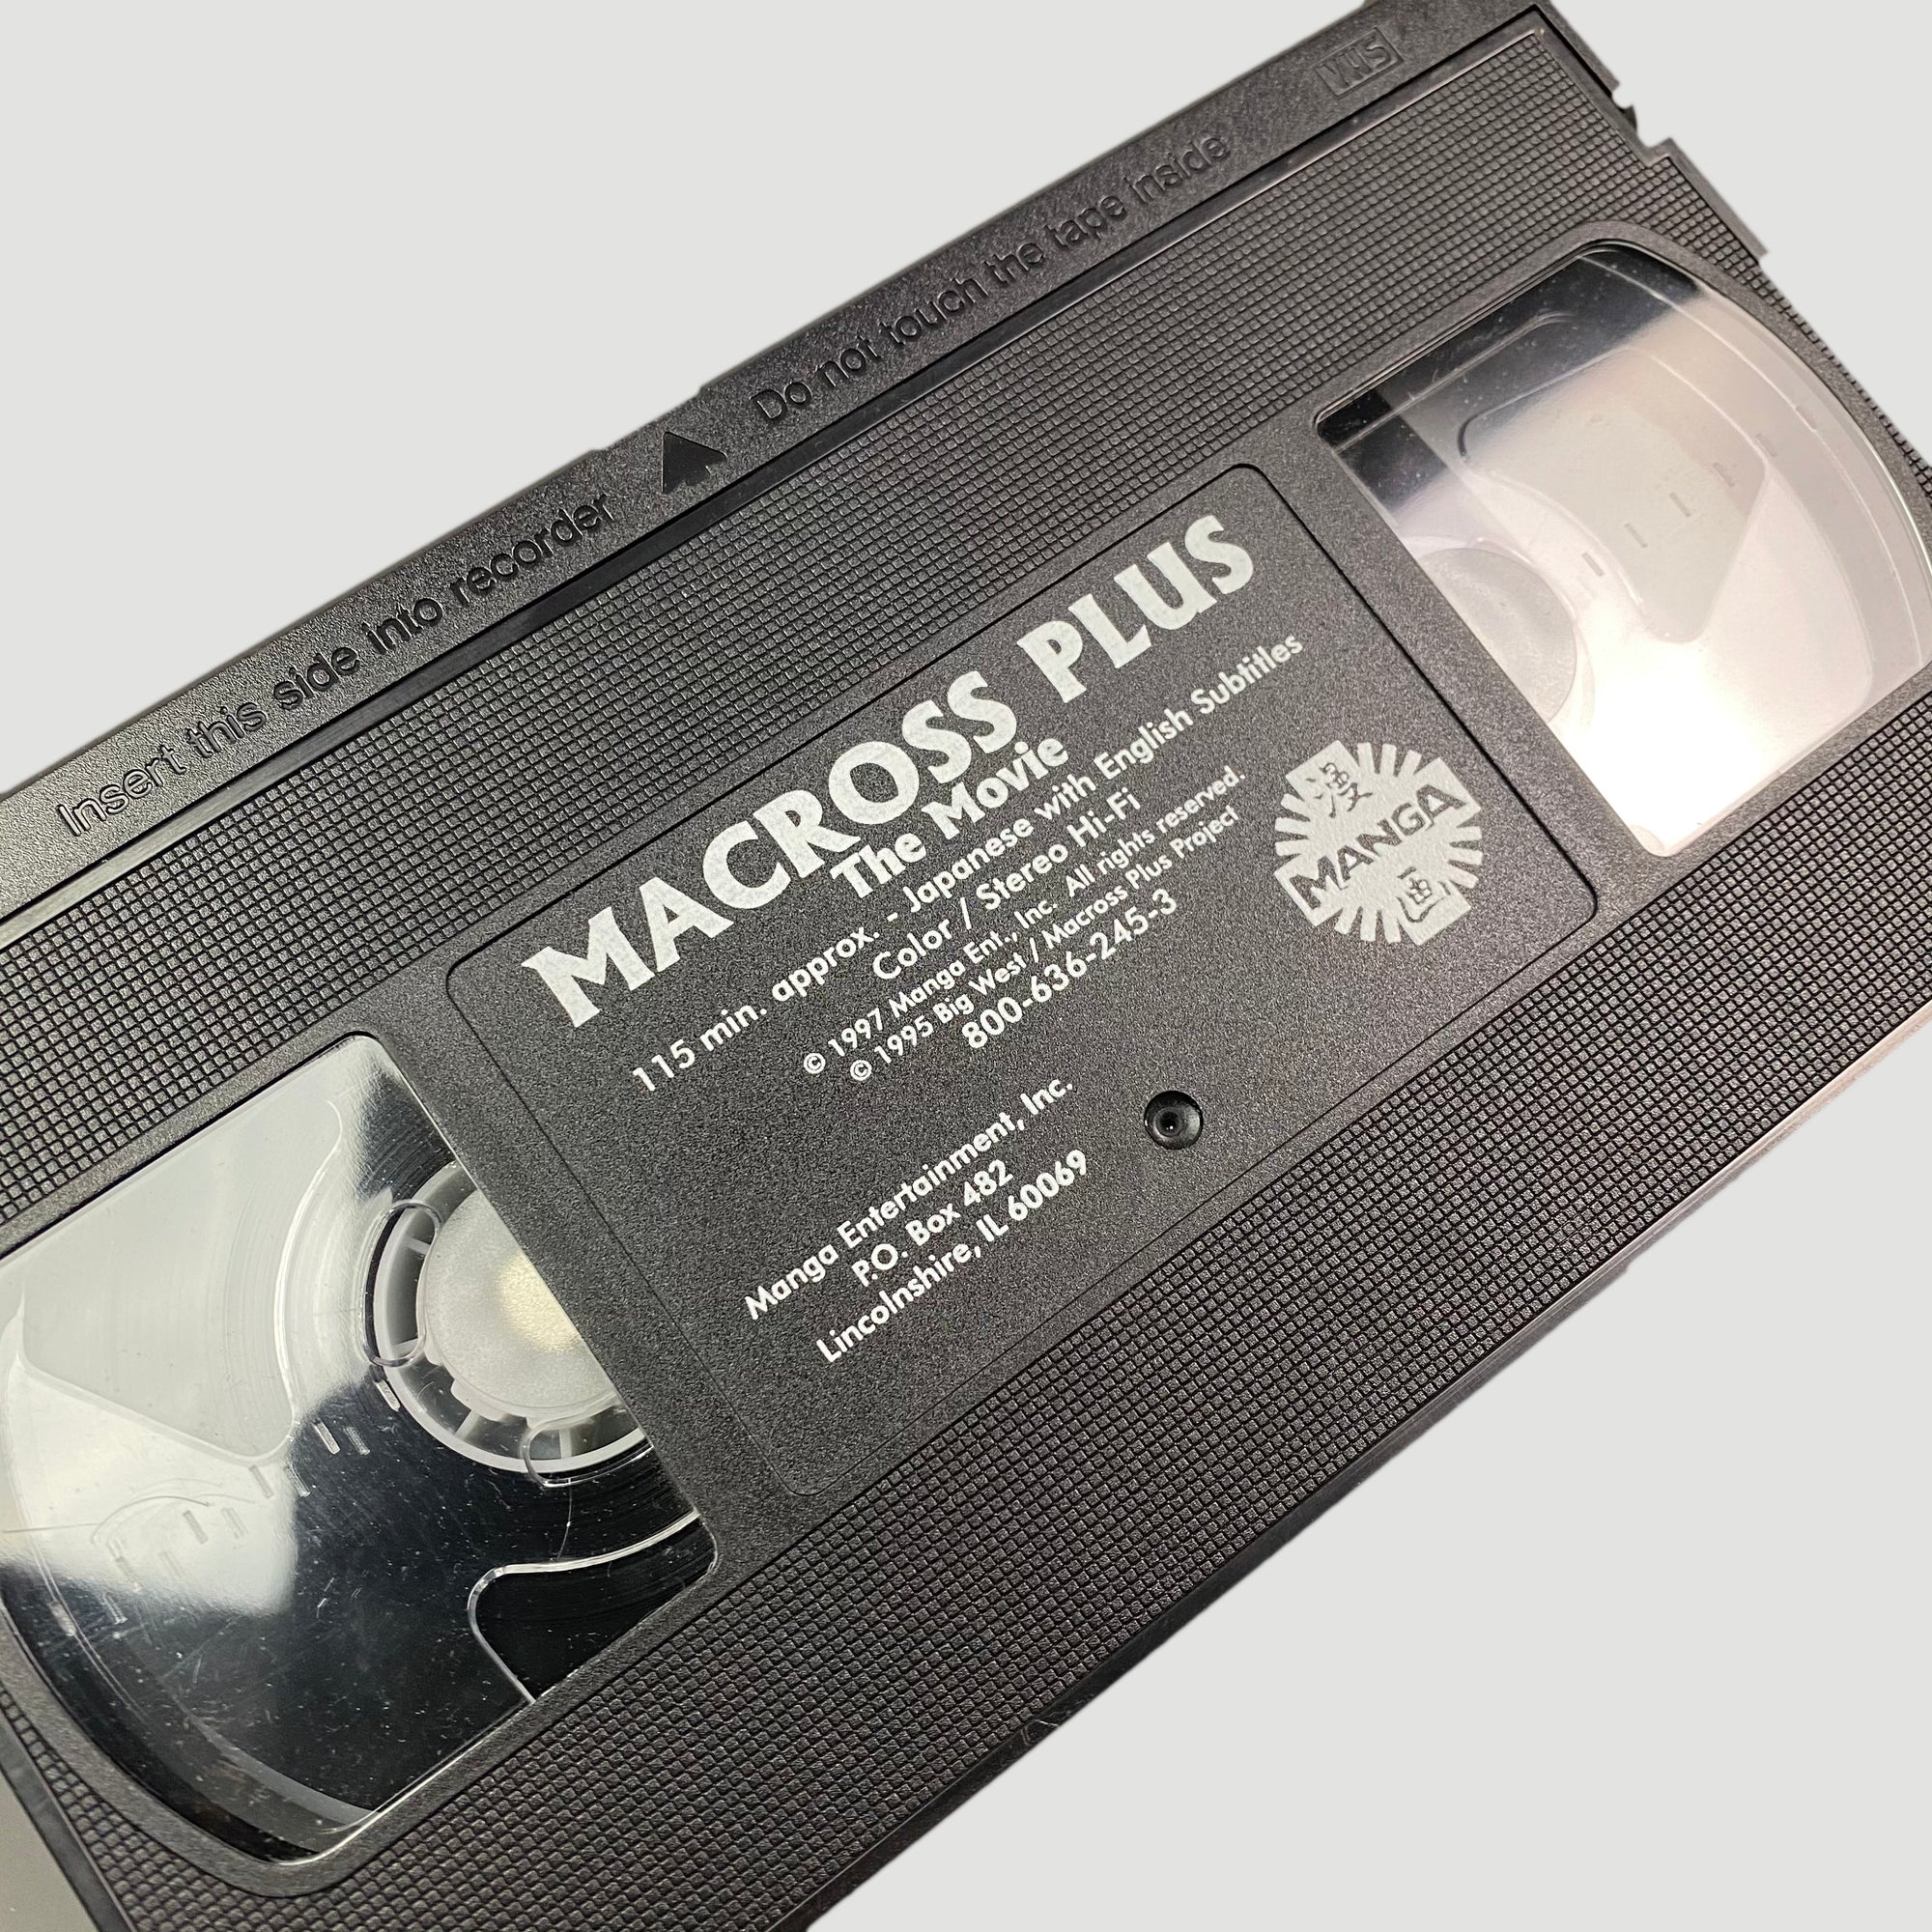 VHS
Insert this side into recorder ▲ Do not touch the tape inside
MACROSS PLUS
The Movie
115 min. approx. - Japanese with English Subtitles
Color / Stereo Hi-Fi
© 1997 Manga Ent., Inc. All rights reserved.
© 1995 Big West / Macross Plus Project
800-636-245-3
漫
MANGA
画
Manga Entertainment, Inc.
P.O. Box 482
Lincolnshire, IL 60069